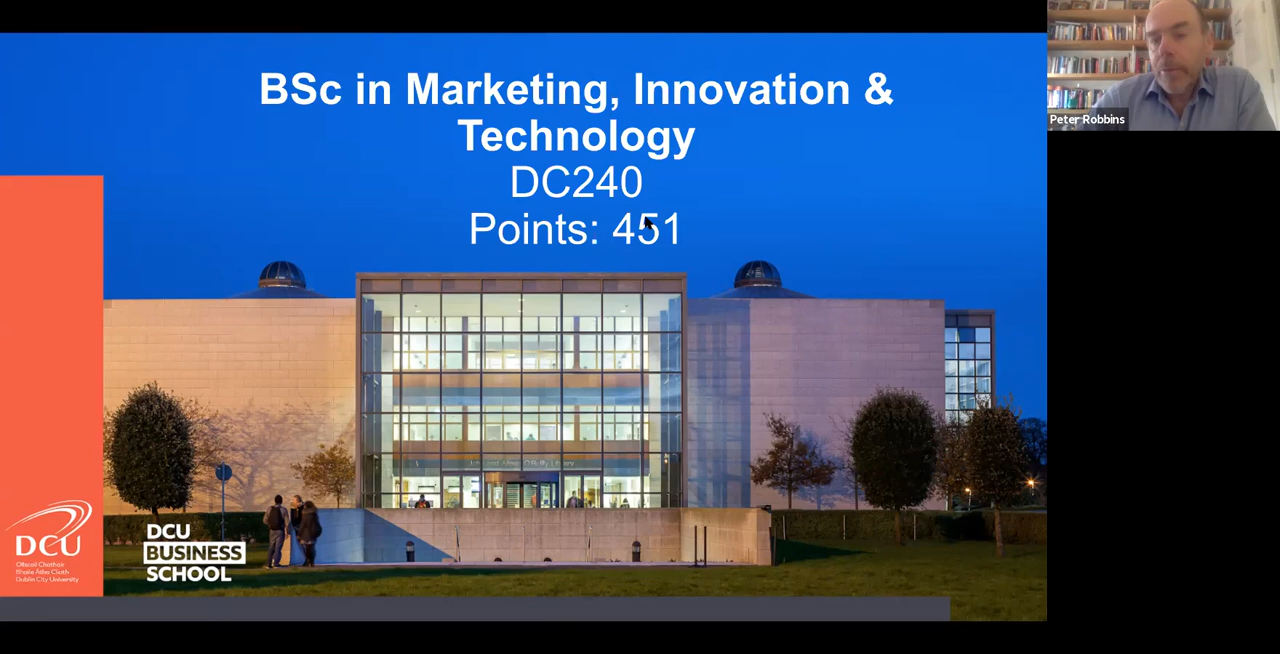 BSc in Marketing, Innovation &
Technology
DC240
Points: 451
Peter Robbins
DCU
Ollscoil Chathair
Bhaile Átha Cliath
Dublin City University
DCU
BUSINESS
SCHOOL